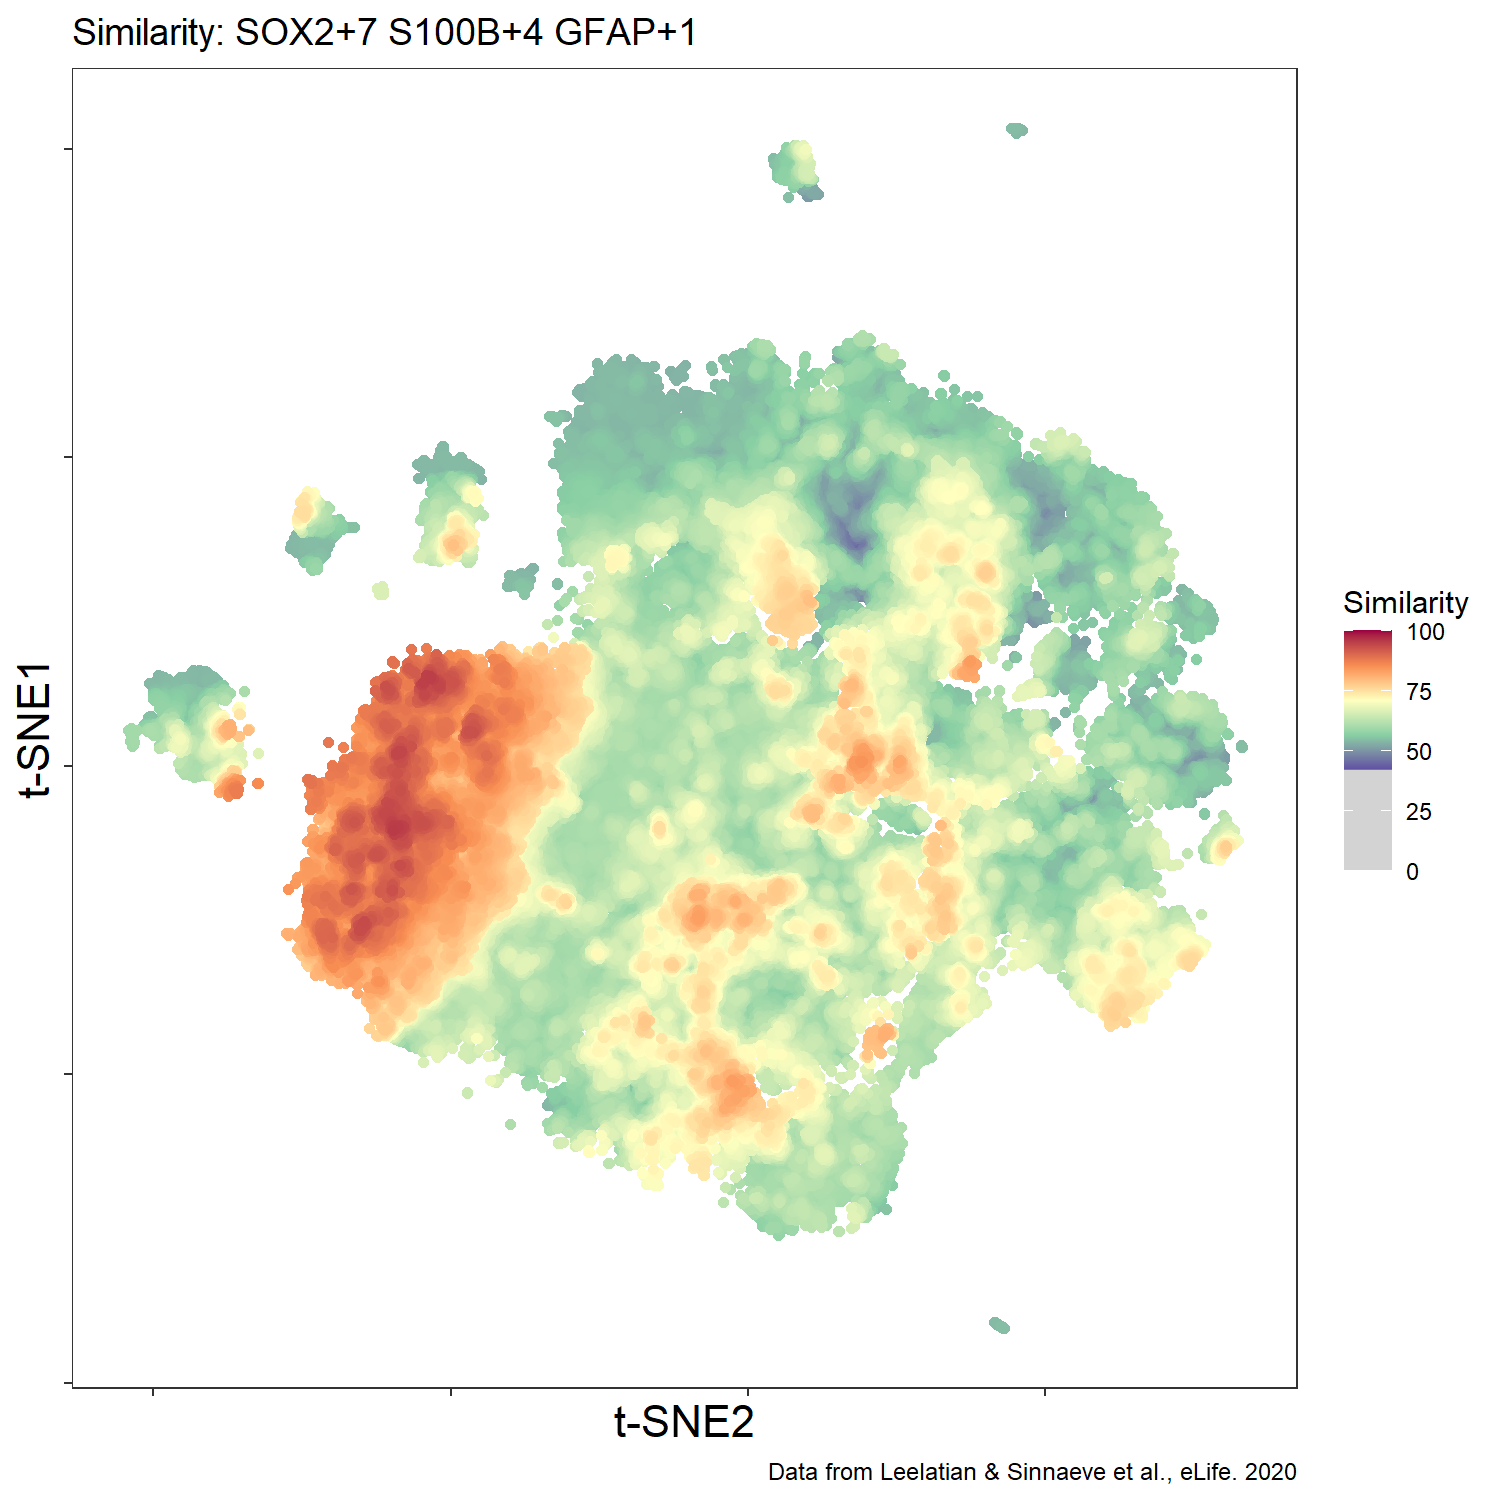 Similarity: SOX2+7 S100B+4 GFAP+1
t-SNE1
Similarity
100
75
50
25
0
t-SNE2
Data from Leelatian & Sinnaeve et al., eLife. 2020